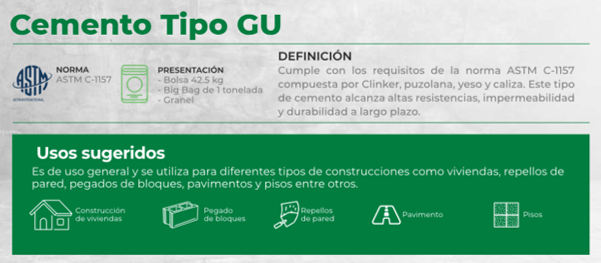 Cemento Tipo GU
ASTM
NORMA
ASTM C-1157
PRESENTACIÓN
- Bolsa 42.5 kg
- Big Bag de 1 tonelada
- Granel
DEFINICIÓN
Cumple con los requisitos de la norma ASTM C-1157
compuesta por Clinker, puzolana, yeso y caliza. Este tipo
de cemento alcanza altas resistencias, impermeabilidad
y durabilidad a largo plazo.
Usos sugeridos
Es de uso general y se utiliza para diferentes tipos de construcciones como viviendas, repellos de
pared, pegados de bloques, pavimentos y pisos entre otros.
Construcción
de viviendas
Pegado
de bloques
Repellos
de pared
Pavimento
Pisos